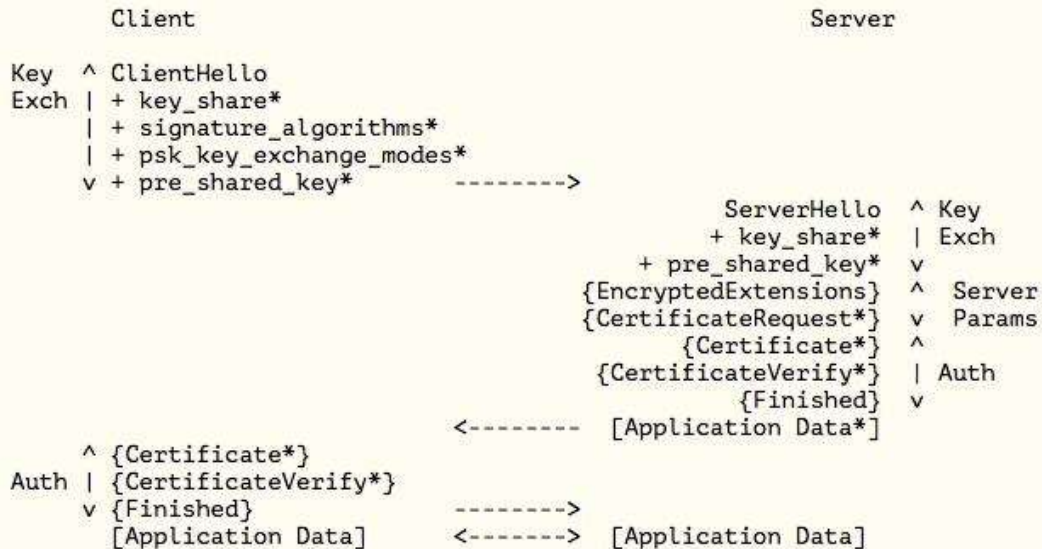 Client                                           Server

Key  ^ ClientHello
Exch | + key_share*
     | + signature_algorithms*
     | + psk_key_exchange_modes*
     v + pre_shared_key*       -------->
                                                  ServerHello  ^ Key
                                                 + key_share*  | Exch
                                            + pre_shared_key*  v
                                        {EncryptedExtensions}  ^  Server
                                        {CertificateRequest*}  v  Params
                                               {Certificate*}  ^
                                         {CertificateVerify*}  | Auth
                                                   {Finished}  v
                               <--------  [Application Data*]
     ^ {Certificate*}
Auth | {CertificateVerify*}
     v {Finished}              -------->
       [Application Data]      <------->  [Application Data]